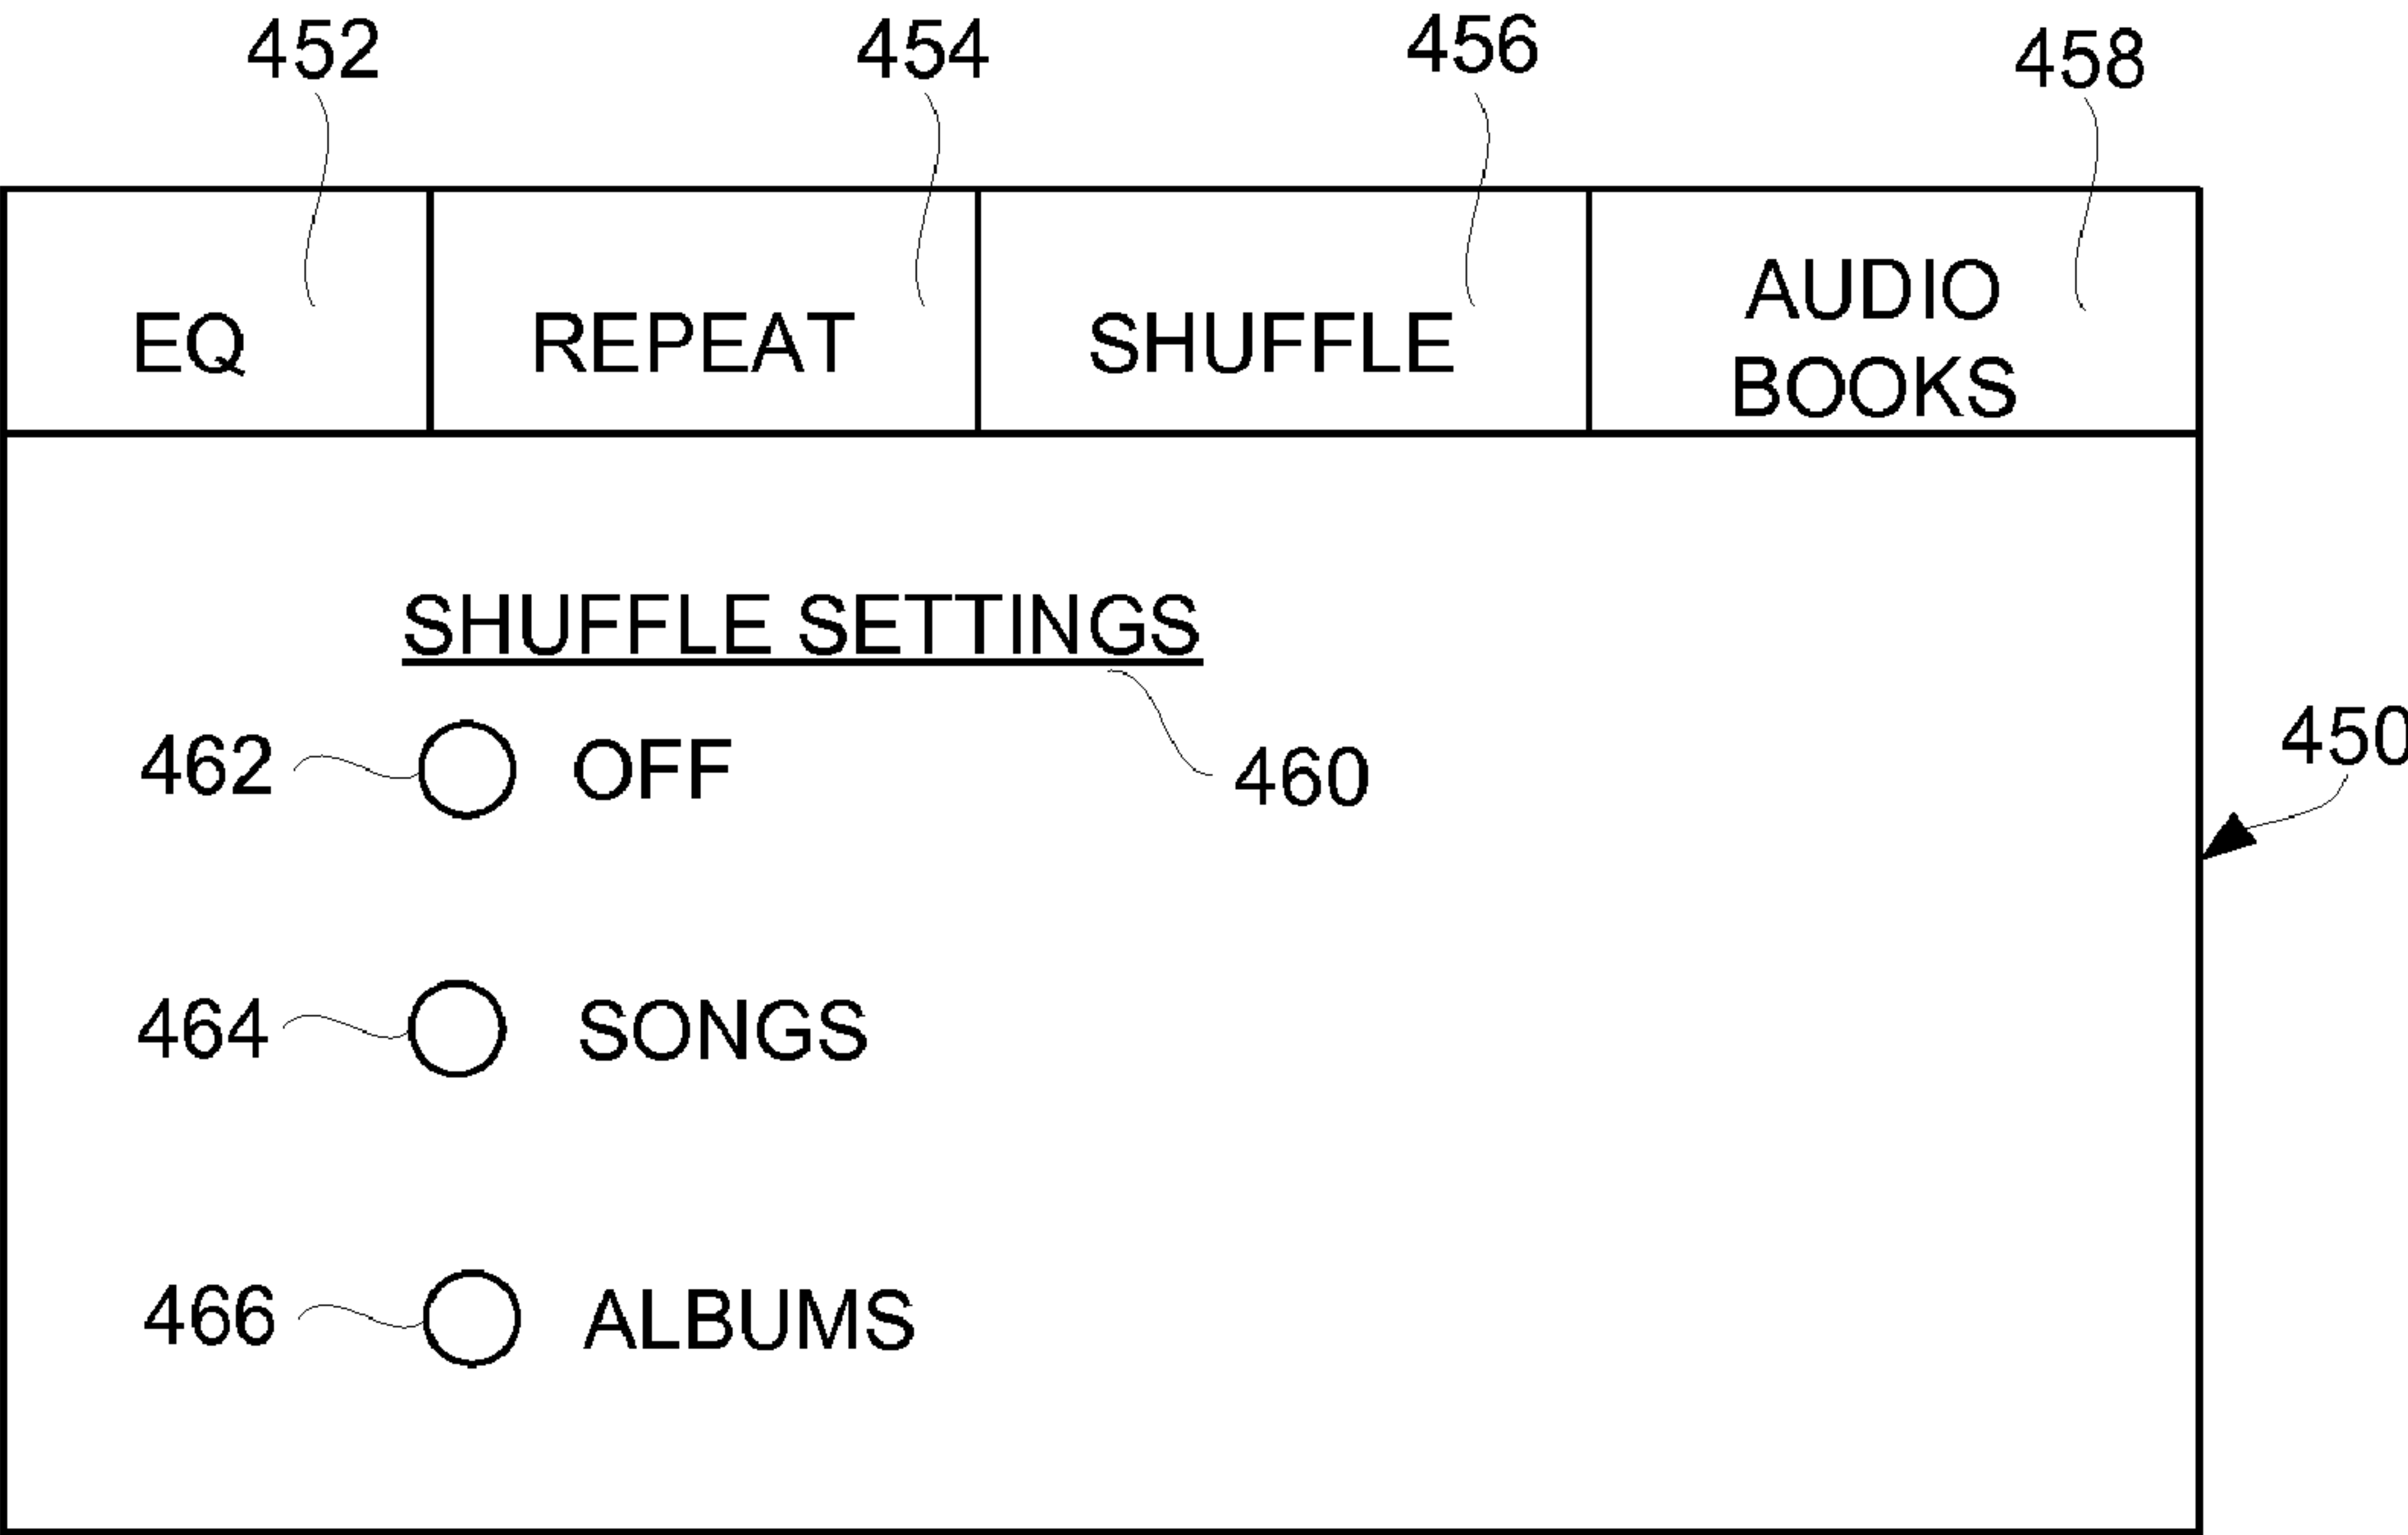 452 454 456 458
EQ REPEAT SHUFFLE AUDIO BOOKS
SHUFFLE SETTINGS
460
462 OFF
450
464 SONGS
466 ALBUMS